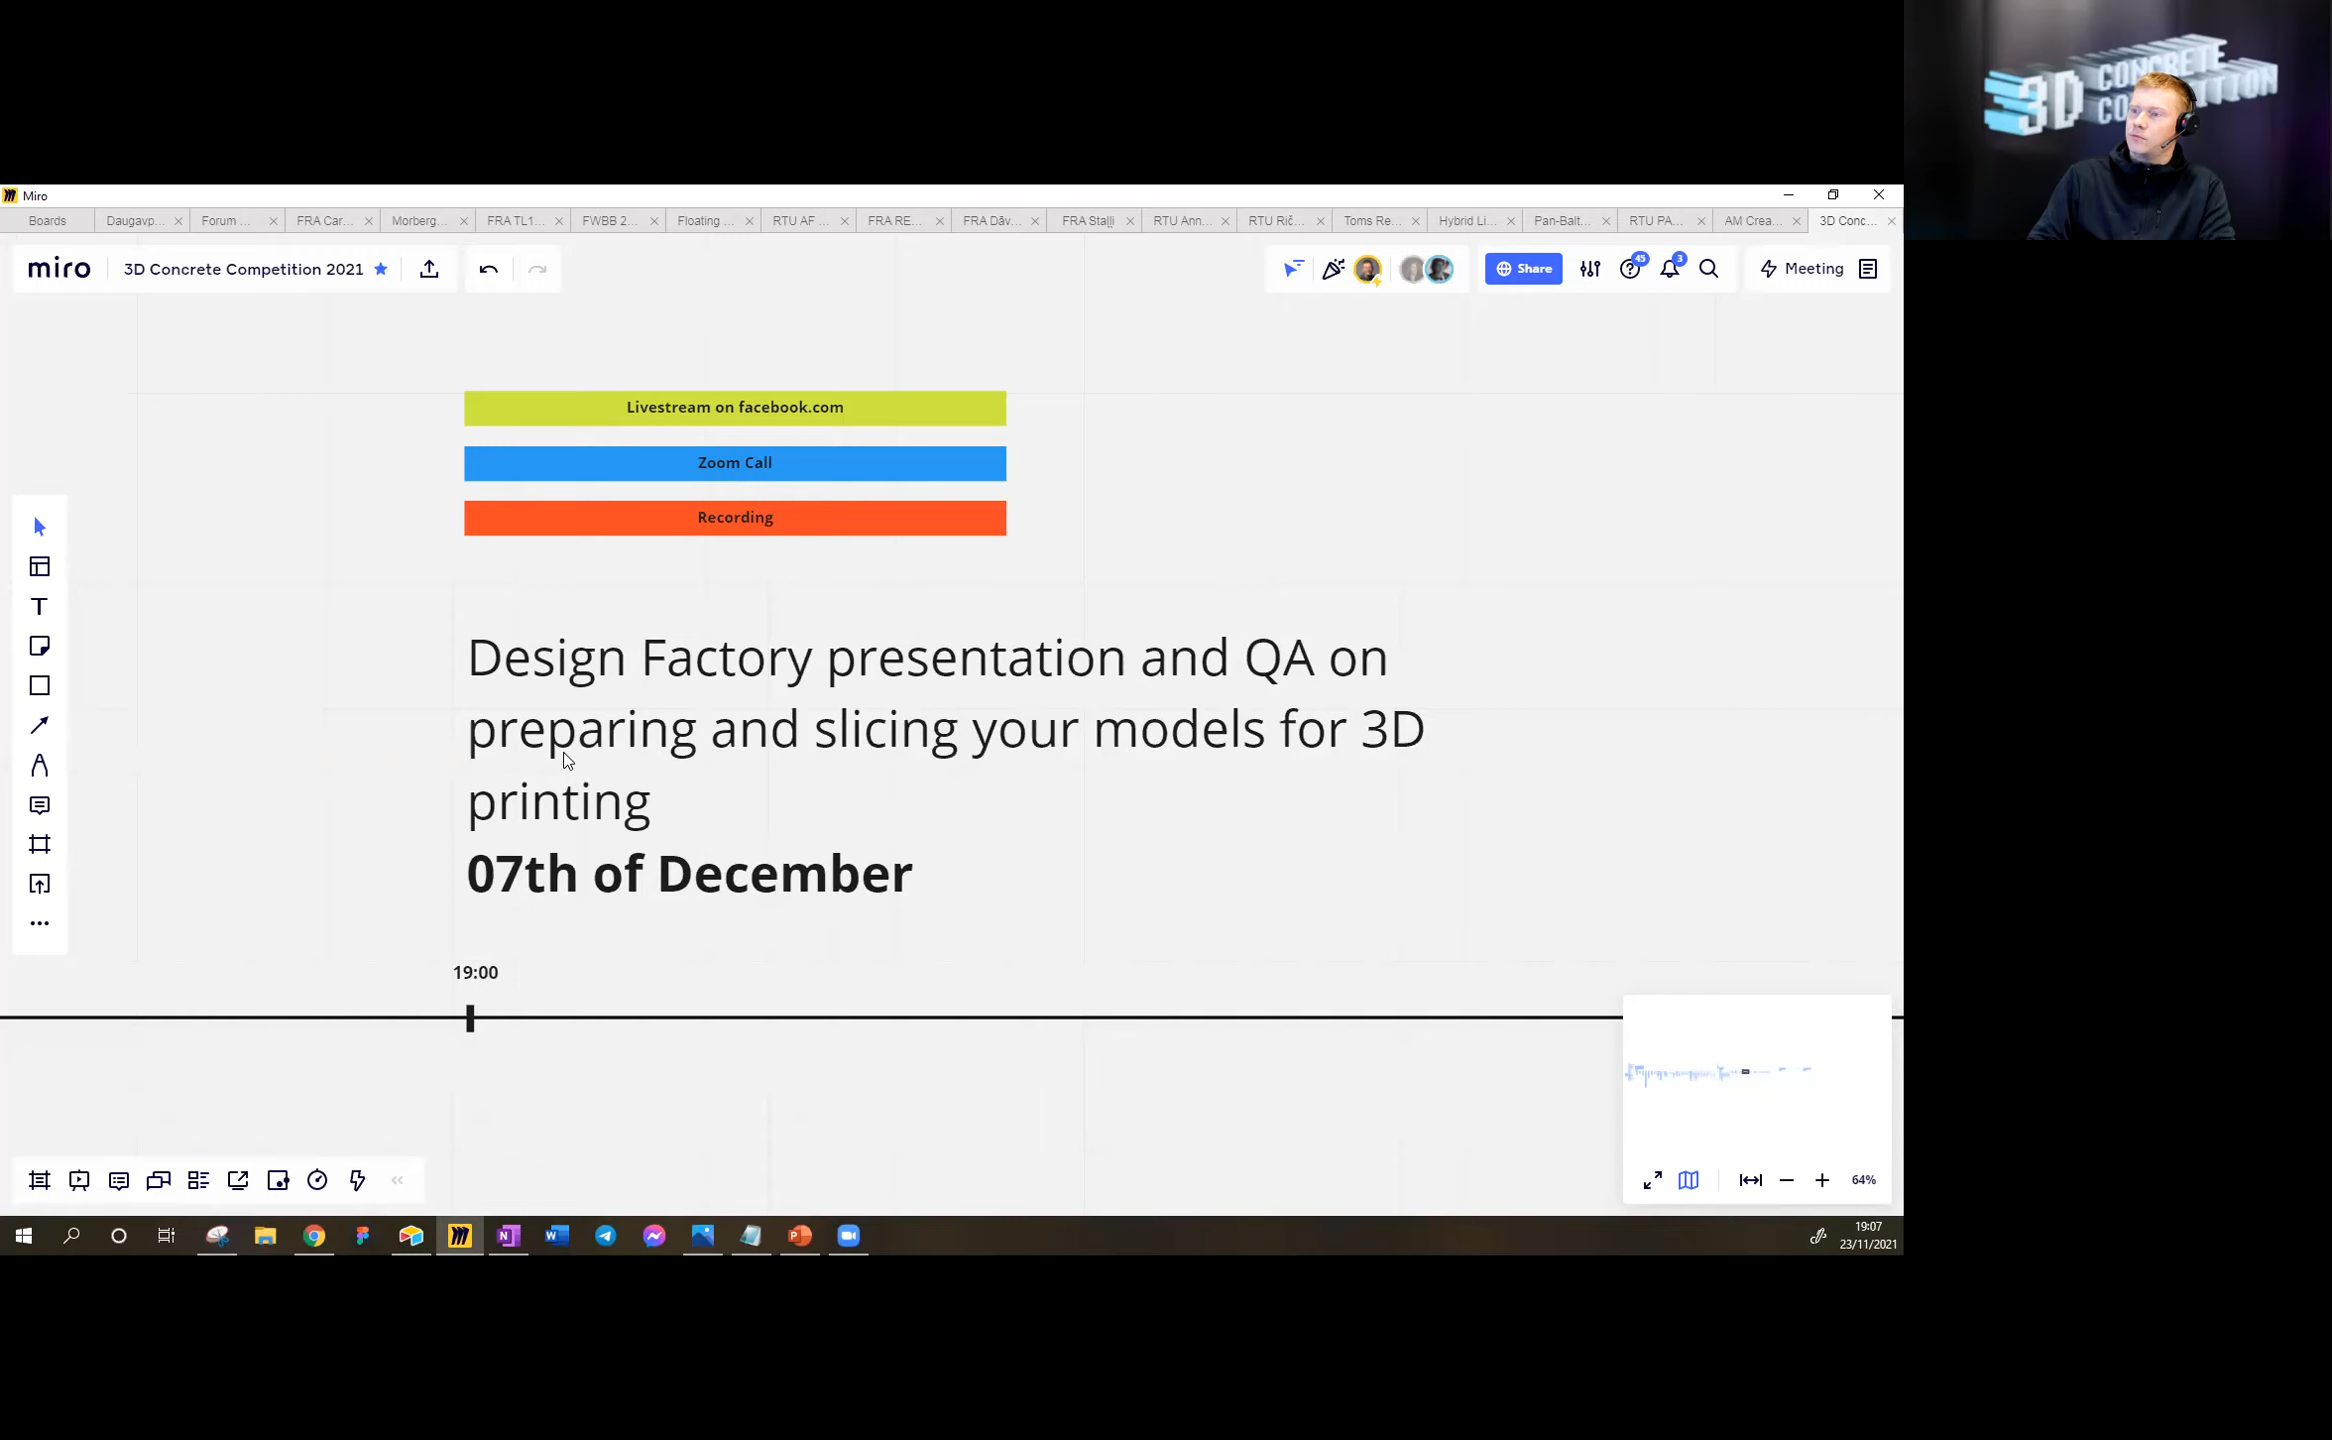 3D CONCRETE
COMPETITION
Miro
Boards
Daugavp...
Forum ...
FRA Car...
Morberg...
FRA TL1...
FWBB 2...
Floating ...
RTU AF ...
FRA RE...
FRA Dāv...
FRA Staļļi
RTU Ann...
RTU Rič...
Toms Re...
Hybrid Li...
Pan-Balt...
RTU PA...
AM Crea...
3D Conc...
miro
3D Concrete Competition 2021
Share
45
3
Meeting
Livestream on facebook.com
Zoom Call
Recording
Design Factory presentation and QA on
preparing and slicing your models for 3D
printing
07th of December
19:00
64%
19:07
23/11/2021